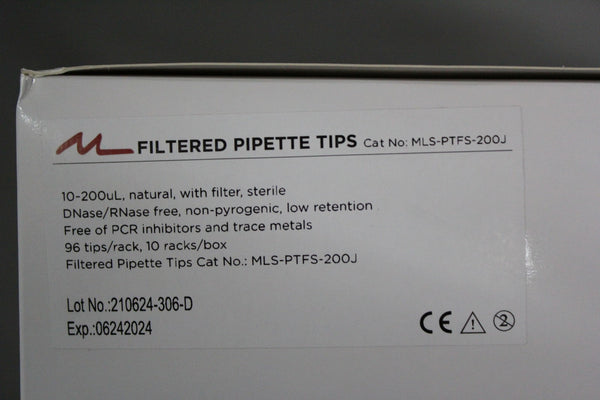 FILTERED PIPETTE TIPS Cat No: MLS-PTFS-200J
10-200uL, natural, with filter, sterile
DNase/RNase free, non-pyrogenic, low retention
Free of PCR inhibitors and trace metals
96 tips/rack, 10 racks/box
Filtered Pipette Tips Cat No.: MLS-PTFS-200J
Lot No.:210624-306-D
Exp.:06242024
CE 2